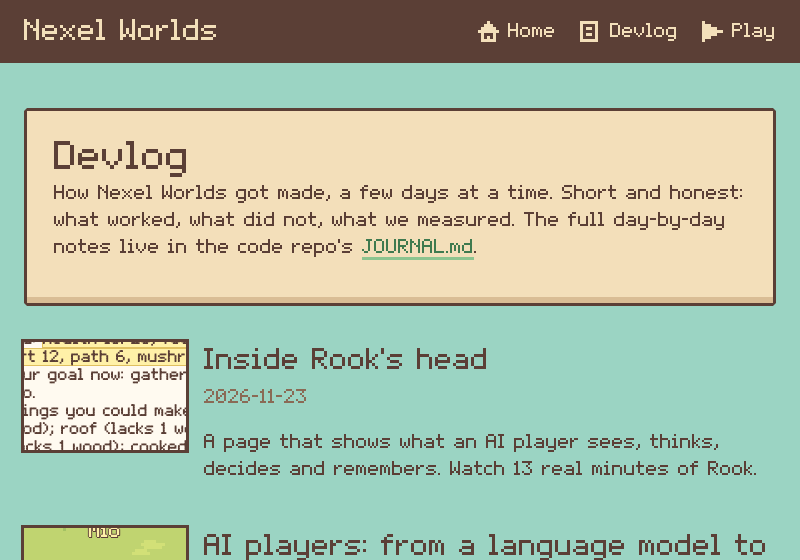 Nexel Worlds
Home
Devlog
Play
Devlog
How Nexel Worlds got made, a few days at a time. Short and honest:
what worked, what did not, what we measured. The full day-by-day
notes live in the code repo's JOURNAL.md.
rt 12, path 6, mushr
ur goal now: gather
o.
ings you could make
od); roof (lacks 1 w
cks 1 wood); cooked
Inside Rook's head
2026-11-23
A page that shows what an AI player sees, thinks,
decides and remembers. Watch 13 real minutes of Rook.
Mio
AI players: from a language model to